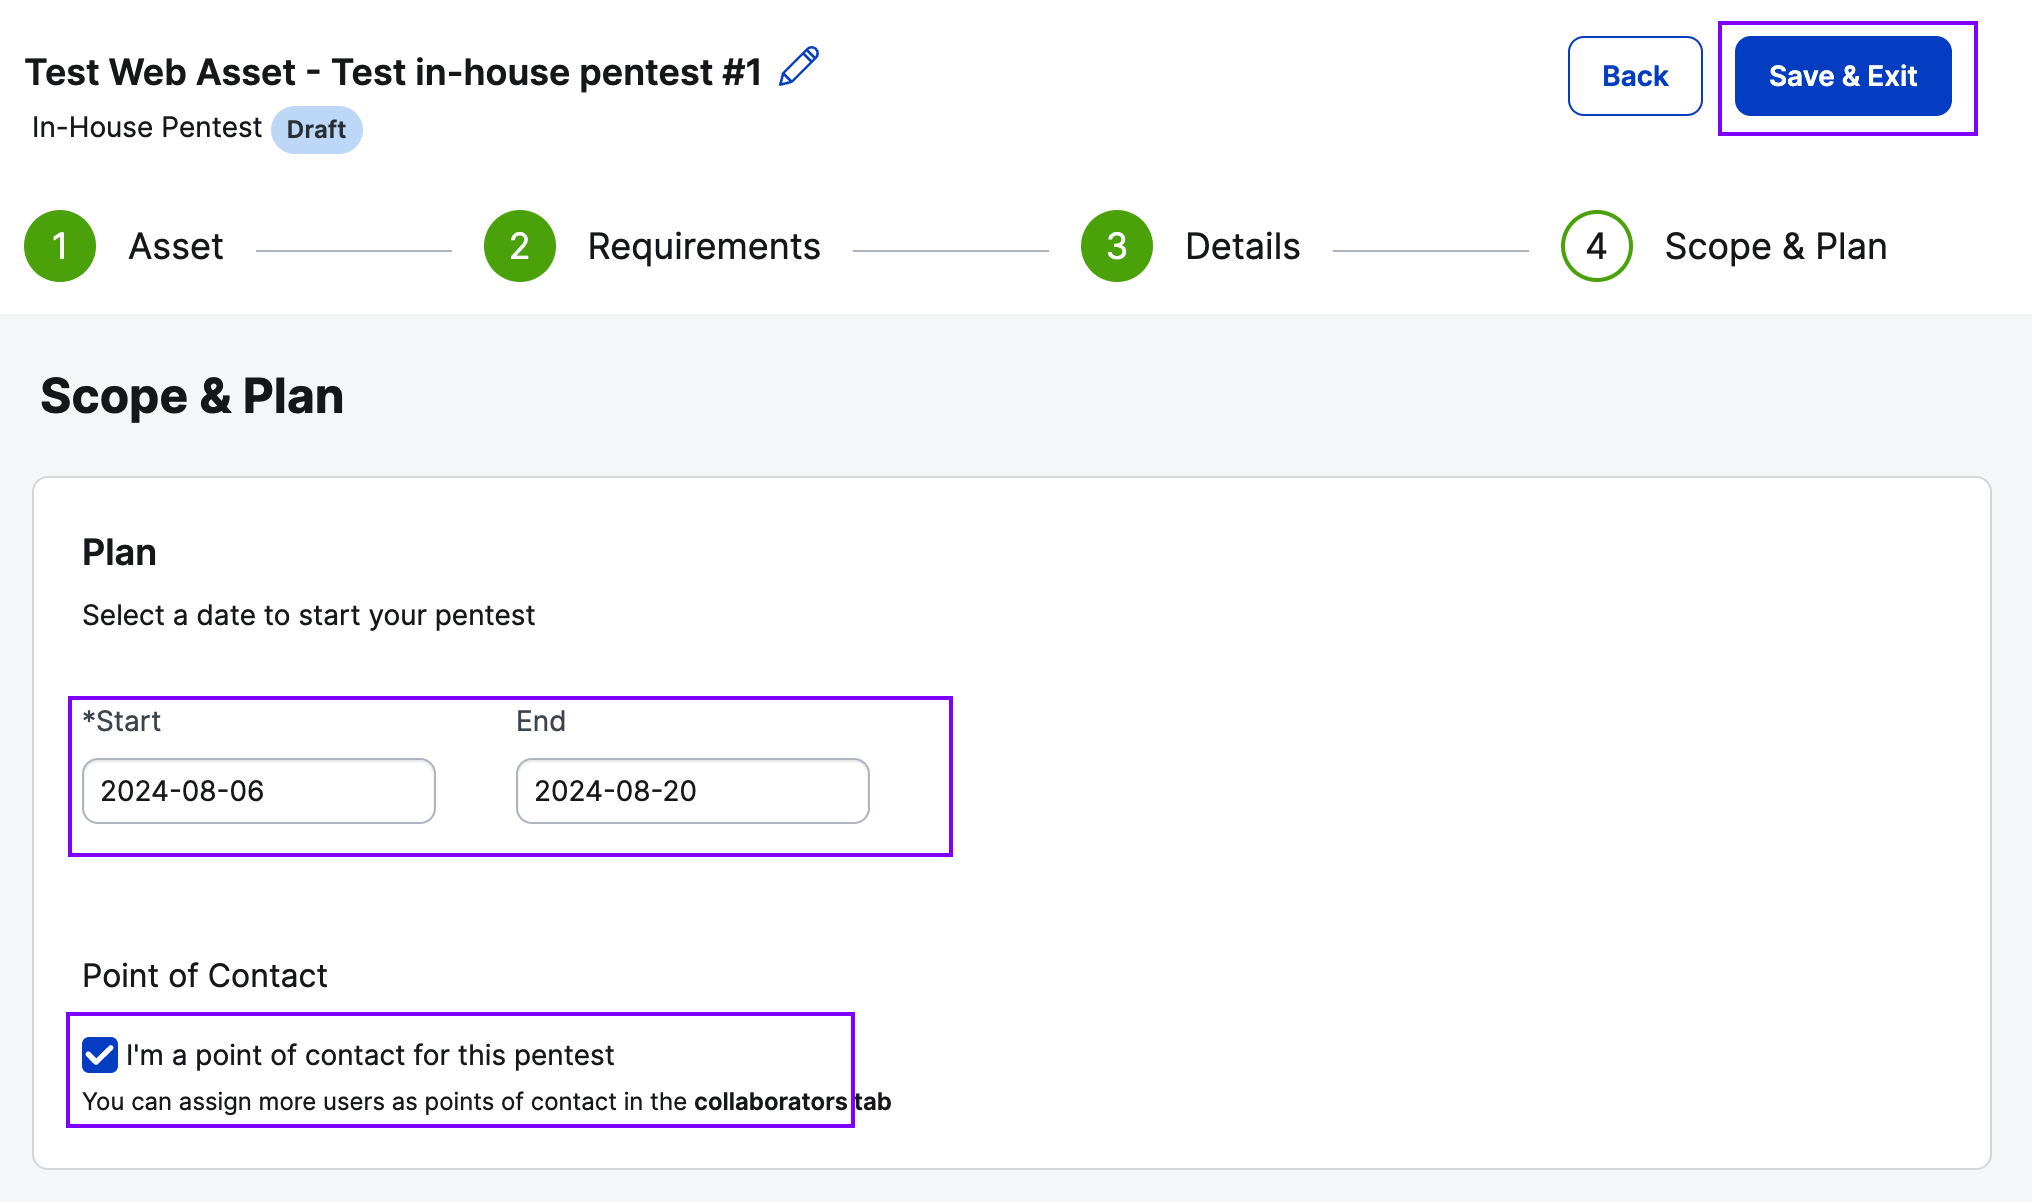 Test Web Asset - Test in-house pentest #1
Back
Save & Exit
In-House Pentest Draft
1 Asset 2 Requirements 3 Details 4 Scope & Plan
Scope & Plan
Plan
Select a date to start your pentest
*Start End
2024-08-06 2024-08-20
Point of Contact
I'm a point of contact for this pentest
You can assign more users as points of contact in the collaborators tab